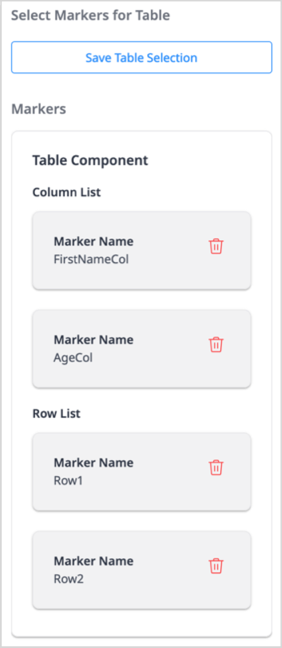 Select Markers for Table
Save Table Selection
Markers
Table Component
Column List
Marker Name
FirstNameCol
Marker Name
AgeCol
Row List
Marker Name
Row1
Marker Name
Row2